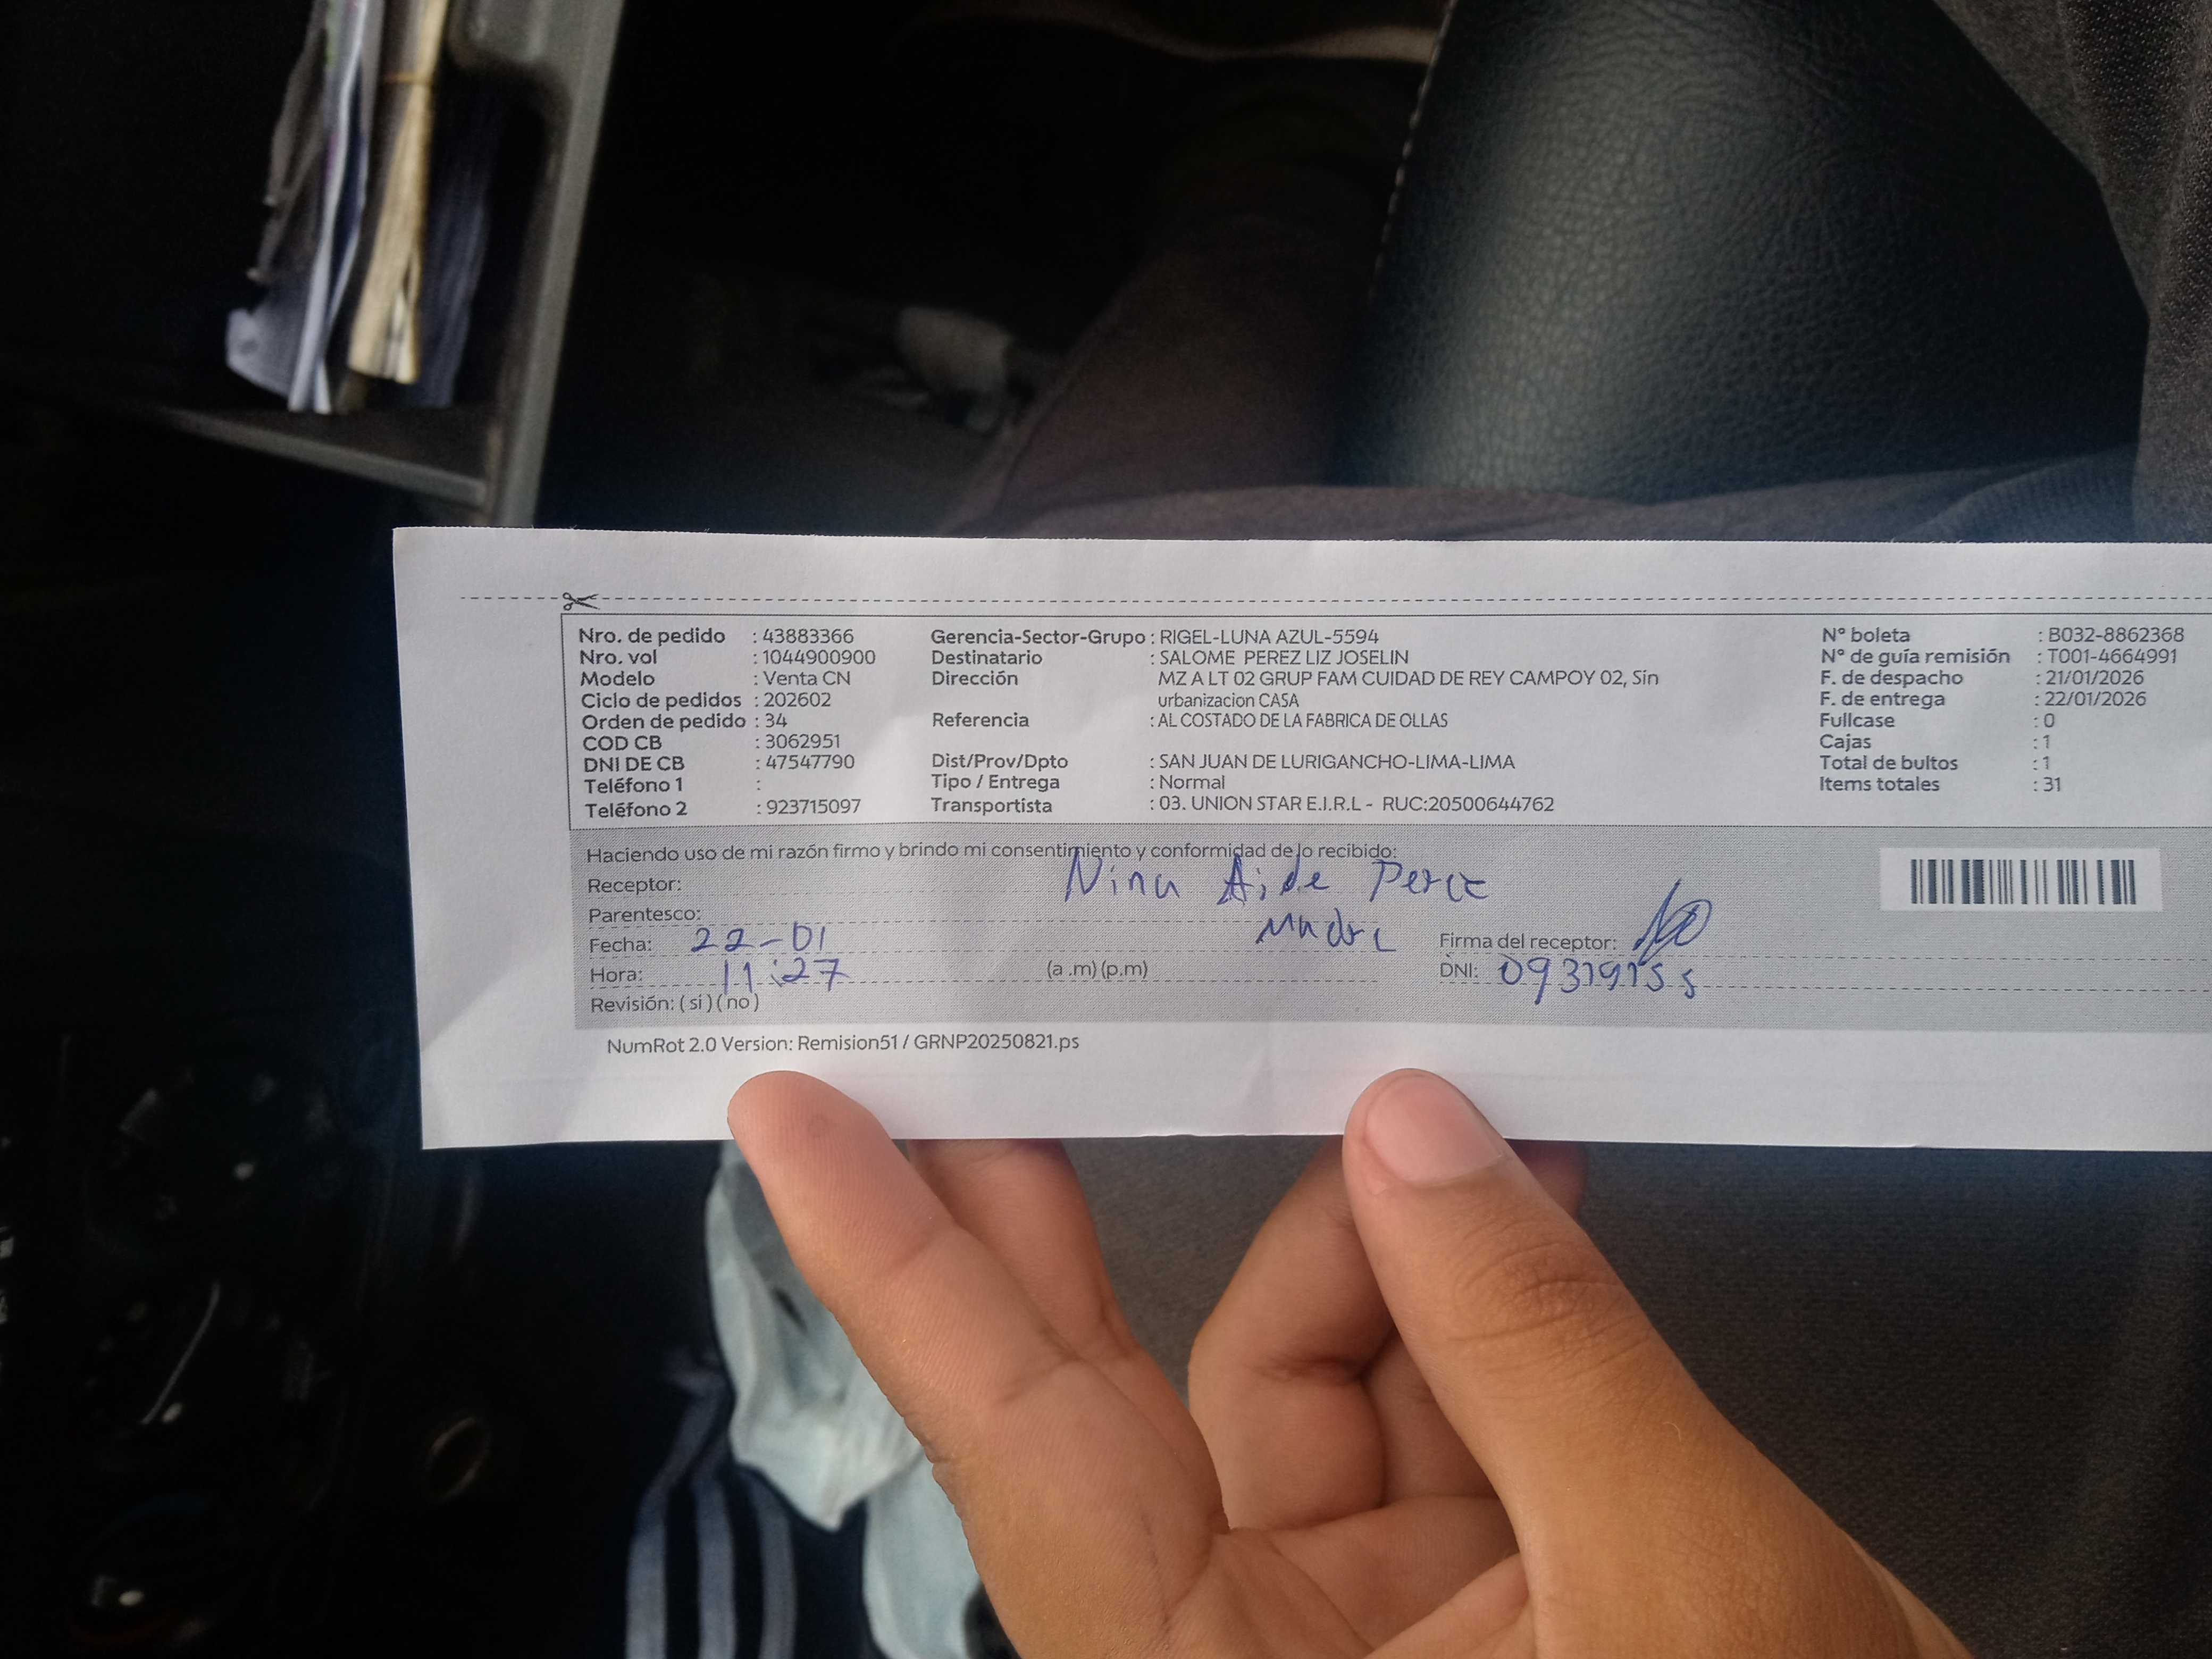 Nro. de pedido : 43883366 Gerencia-Sector-Grupo : RIGEL-LUNA AZUL-5594 N° boleta : B032-8862368
Nro. vol : 1044900900 Destinatario : SALOME PEREZ LIZ JOSELIN N° de guía remisión : T001-4664991
Modelo : Venta CN Dirección MZ A LT 02 GRUP FAM CUIDAD DE REY CAMPOY 02, Sin F. de despacho : 21/01/2026
Ciclo de pedidos : 202602 urbanizacion CASA F. de entrega : 22/01/2026
Orden de pedido : 34 Referencia : AL COSTADO DE LA FABRICA DE OLLAS Fullcase : 0
COD CB : 3062951 Cajas : 1
DNI DE CB : 47547790 Dist/Prov/Dpto : SAN JUAN DE LURIGANCHO-LIMA-LIMA Total de bultos : 1
Teléfono 1 : Tipo / Entrega : Normal Items totales : 31
Teléfono 2 : 923715097 Transportista : 03. UNION STAR E.I.R.L - RUC:20500644762
Haciendo uso de mi razón firmo y brindo mi consentimiento y conformidad de lo recibido:
Receptor: Nina Aide
Parentesco: Madre
Fecha: 22-01 Firma del receptor:
Hora: 11:27 (a .m) (p.m) DNI:
Revisión: ( sí ) ( no )
NumRot 2.0 Version: Remision51 / GRNP20250821.ps